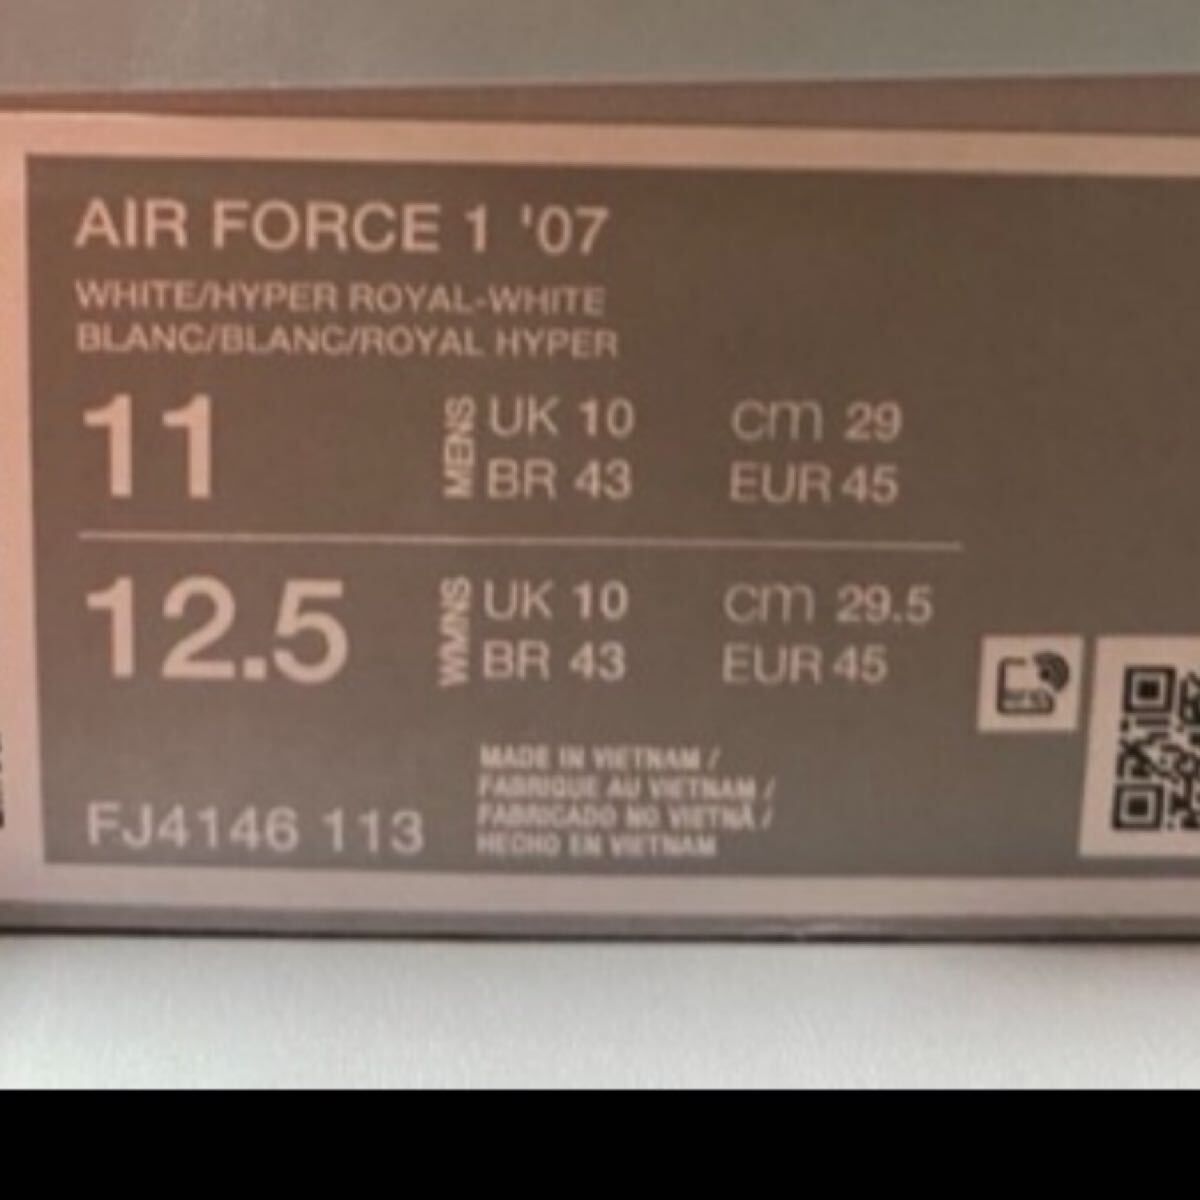 AIR FORCE 1 '07
WHITE/HYPER ROYAL-WHITE
BLANC/BLANC/ROYAL HYPER
11 MENS UK 10 cm 29
BR 43 EUR 45
12.5 WMNS UK 10 cm 29.5
BR 43 EUR 45
FJ4146 113
MADE IN VIETNAM /
FABRIQUE AU VIETNAM /
FABRICADO NO VIETNÃ /
HECHO EN VIETNAM